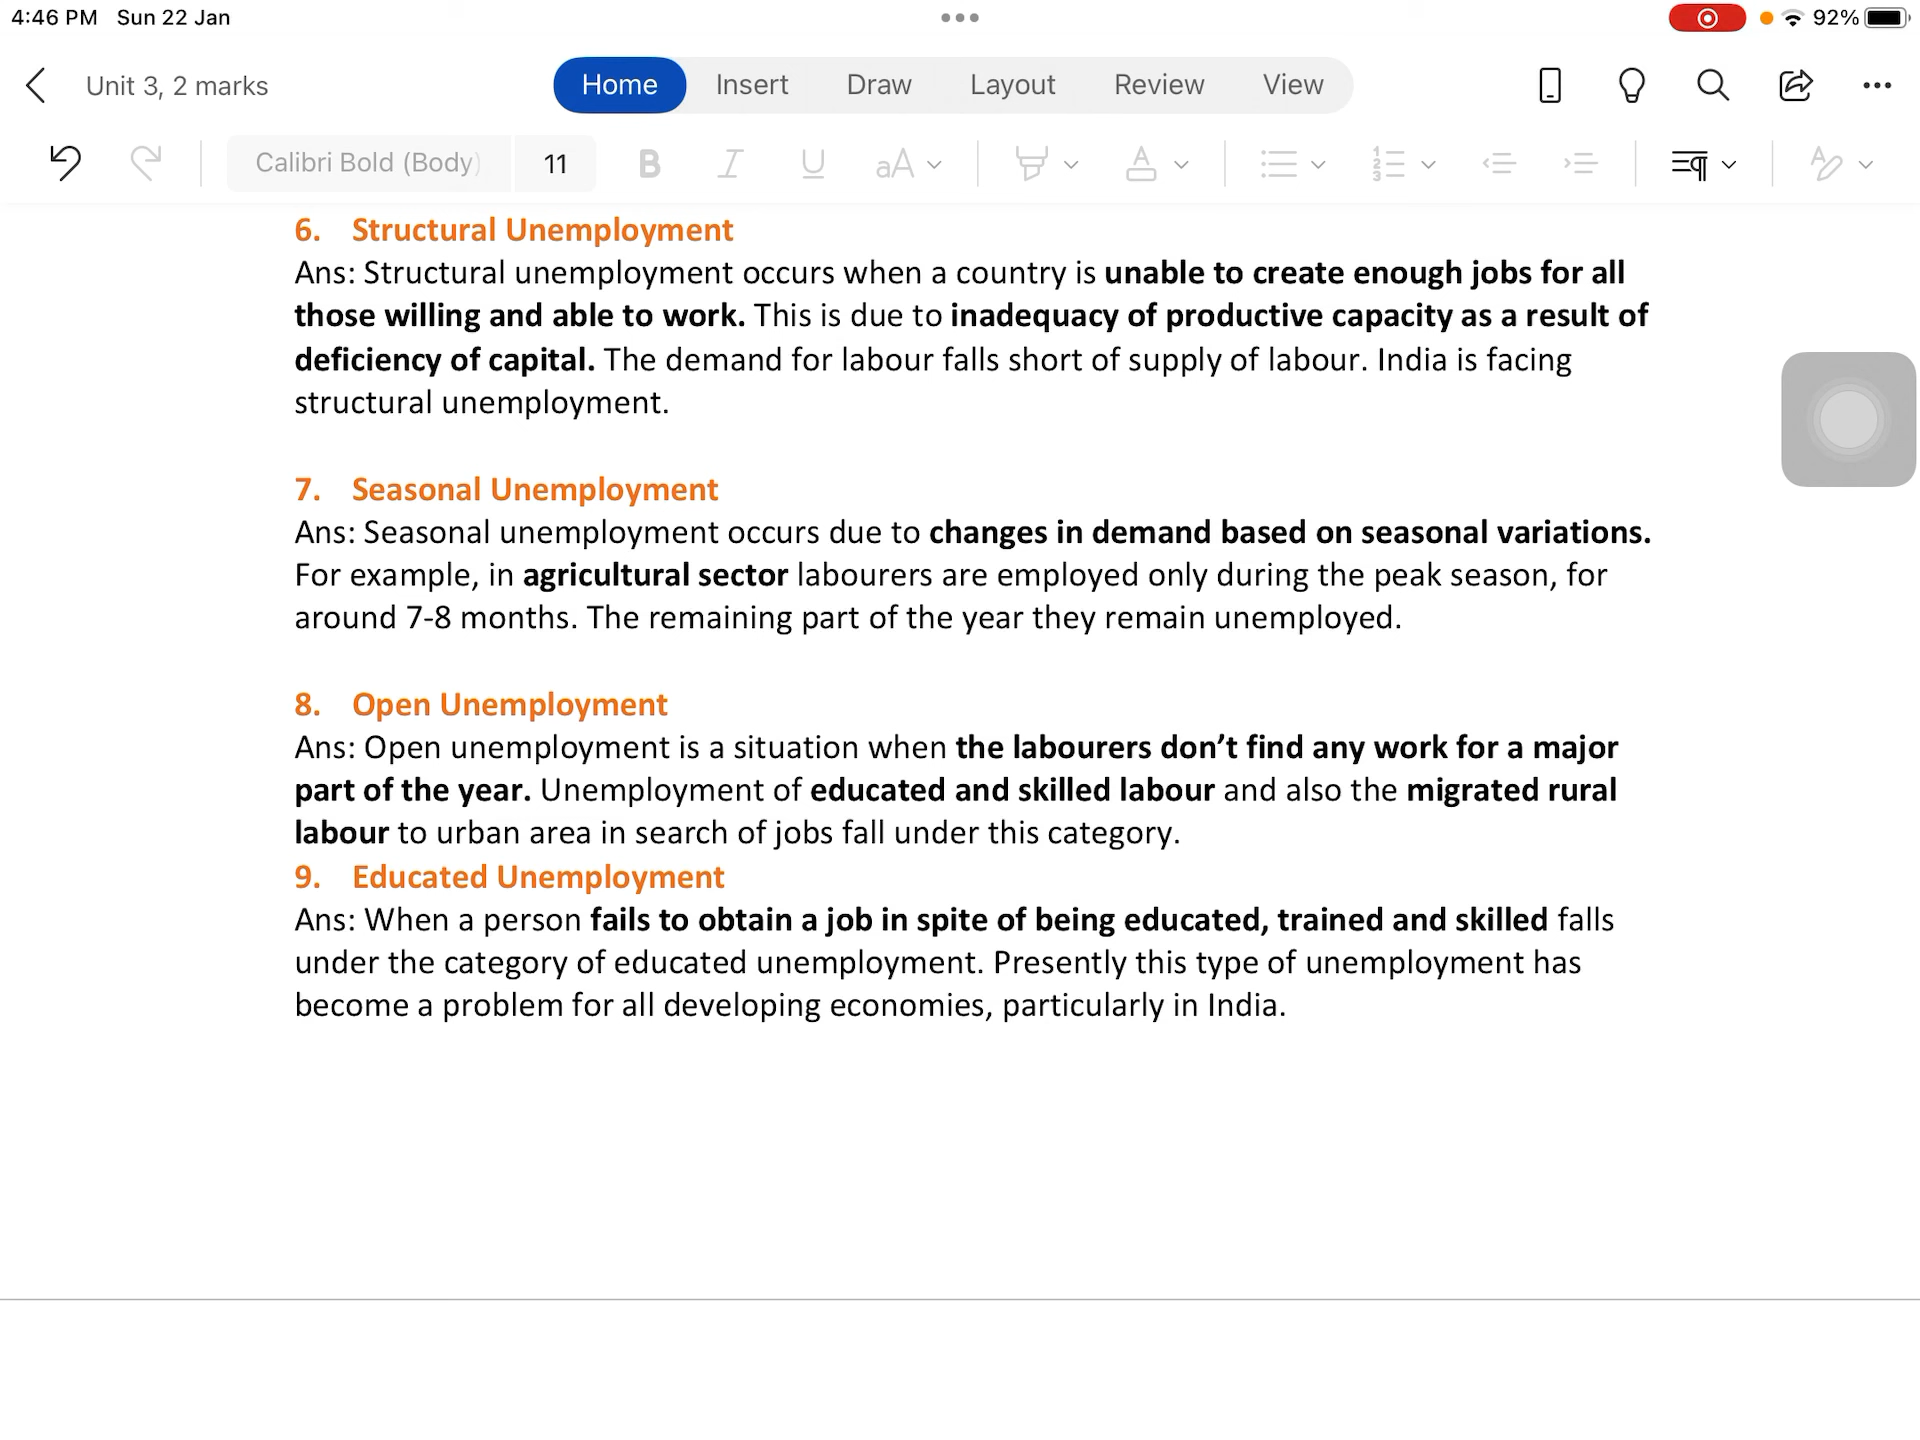 4:46 PM Sun 22 Jan
92%
Unit 3, 2 marks
Home Insert Draw Layout Review View
Calibri Bold (Body) 11 B I U aA A
6. Structural Unemployment
Ans: Structural unemployment occurs when a country is unable to create enough jobs for all
those willing and able to work. This is due to inadequacy of productive capacity as a result of
deficiency of capital. The demand for labour falls short of supply of labour. India is facing
structural unemployment.
7. Seasonal Unemployment
Ans: Seasonal unemployment occurs due to changes in demand based on seasonal variations.
For example, in agricultural sector labourers are employed only during the peak season, for
around 7-8 months. The remaining part of the year they remain unemployed.
8. Open Unemployment
Ans: Open unemployment is a situation when the labourers don’t find any work for a major
part of the year. Unemployment of educated and skilled labour and also the migrated rural
labour to urban area in search of jobs fall under this category.
9. Educated Unemployment
Ans: When a person fails to obtain a job in spite of being educated, trained and skilled falls
under the category of educated unemployment. Presently this type of unemployment has
become a problem for all developing economies, particularly in India.